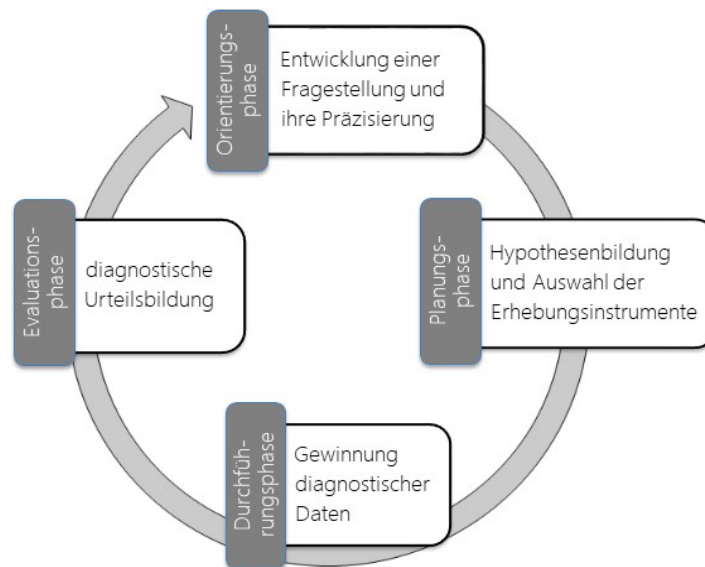 Orientierungs-
phase
Entwicklung einer
Fragestellung und
ihre Präzisierung
Planungs-
phase
Hypothesenbildung
und Auswahl der
Erhebungsinstrumente
Durchfüh-
rungsphase
Gewinnung
diagnostischer
Daten
Evaluations-
phase
diagnostische
Urteilsbildung